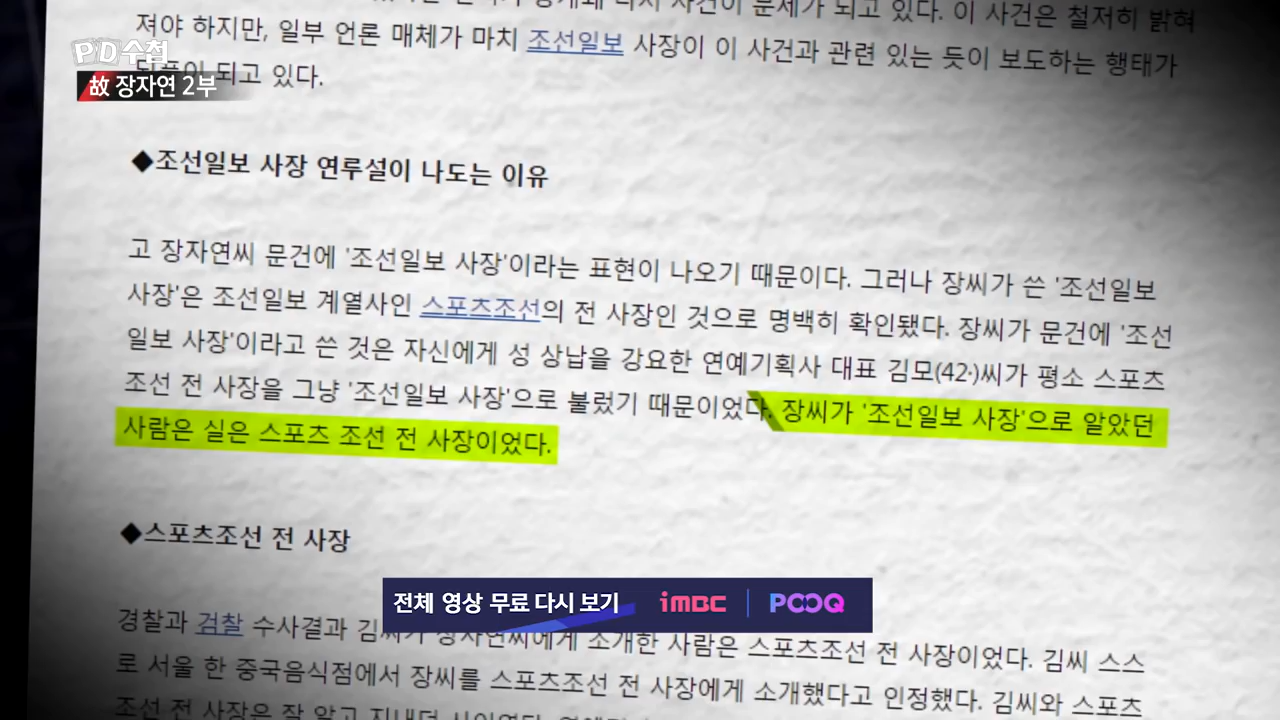 져야 하지만, 일부 언론 매체가 마치 조선일보 사장이 이 사건과 관련 있는 듯이 보도하는 행태가
PD수첩
되고 있다.
故 장자연 2부
◆조선일보 사장 연루설이 나도는 이유
고 장자연씨 문건에 '조선일보 사장'이라는 표현이 나오기 때문이다. 그러나 장씨가 쓴 '조선일보
사장'은 조선일보 계열사인 스포츠조선의 전 사장인 것으로 명백히 확인됐다. 장씨가 문건에 '조선
일보 사장'이라고 쓴 것은 자신에게 성 상납을 강요한 연예기획사 대표 김모(42·)씨가 평소 스포츠
조선 전 사장을 그냥 '조선일보 사장'으로 불렀기 때문이었다. 장씨가 '조선일보 사장'으로 알았던
사람은 실은 스포츠 조선 전 사장이었다.
◆스포츠조선 전 사장
전체 영상 무료 다시 보기 iMBC POOQ
경찰과 검찰 수사결과 김씨가 장자연씨에게 소개한 사람은 스포츠조선 전 사장이었다. 김씨 스스
로 서울 한 중국음식점에서 장씨를 스포츠조선 전 사장에게 소개했다고 인정했다. 김씨와 스포츠
조선 전 사장은 잘 알고 지내던 사이였다.